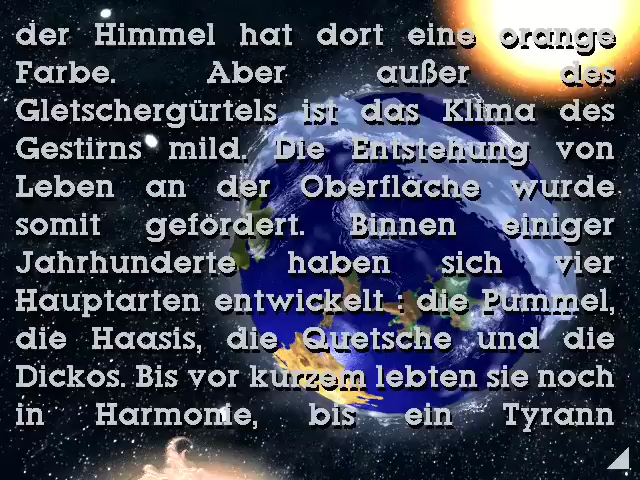 der Himmel hat dort eine orange
Farbe. Aber außer des
Gletschergürtels ist das Klima des
Gestirns mild. Die Entstehung von
Leben an der Oberfläche wurde
somit gefördert. Binnen einiger
Jahrhunderte haben sich vier
Hauptarten entwickelt : die Pummel,
die Haasis, die Quetsche und die
Dickos. Bis vor kurzem lebten sie noch
in Harmonie, bis ein Tyrann